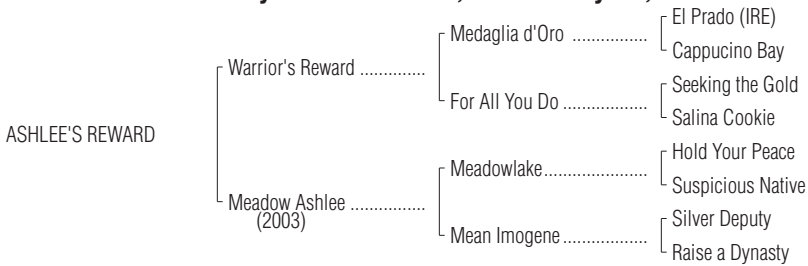 El Prado (IRE)
Medaglia d'Oro ................
Cappucino Bay
Warrior's Reward ..............
Seeking the Gold
For All You Do ..................
Salina Cookie
ASHLEE'S REWARD
Hold Your Peace
Meadowlake......................
Suspicious Native
Meadow Ashlee ................
(2003)
Silver Deputy
Mean Imogene..................
Raise a Dynasty